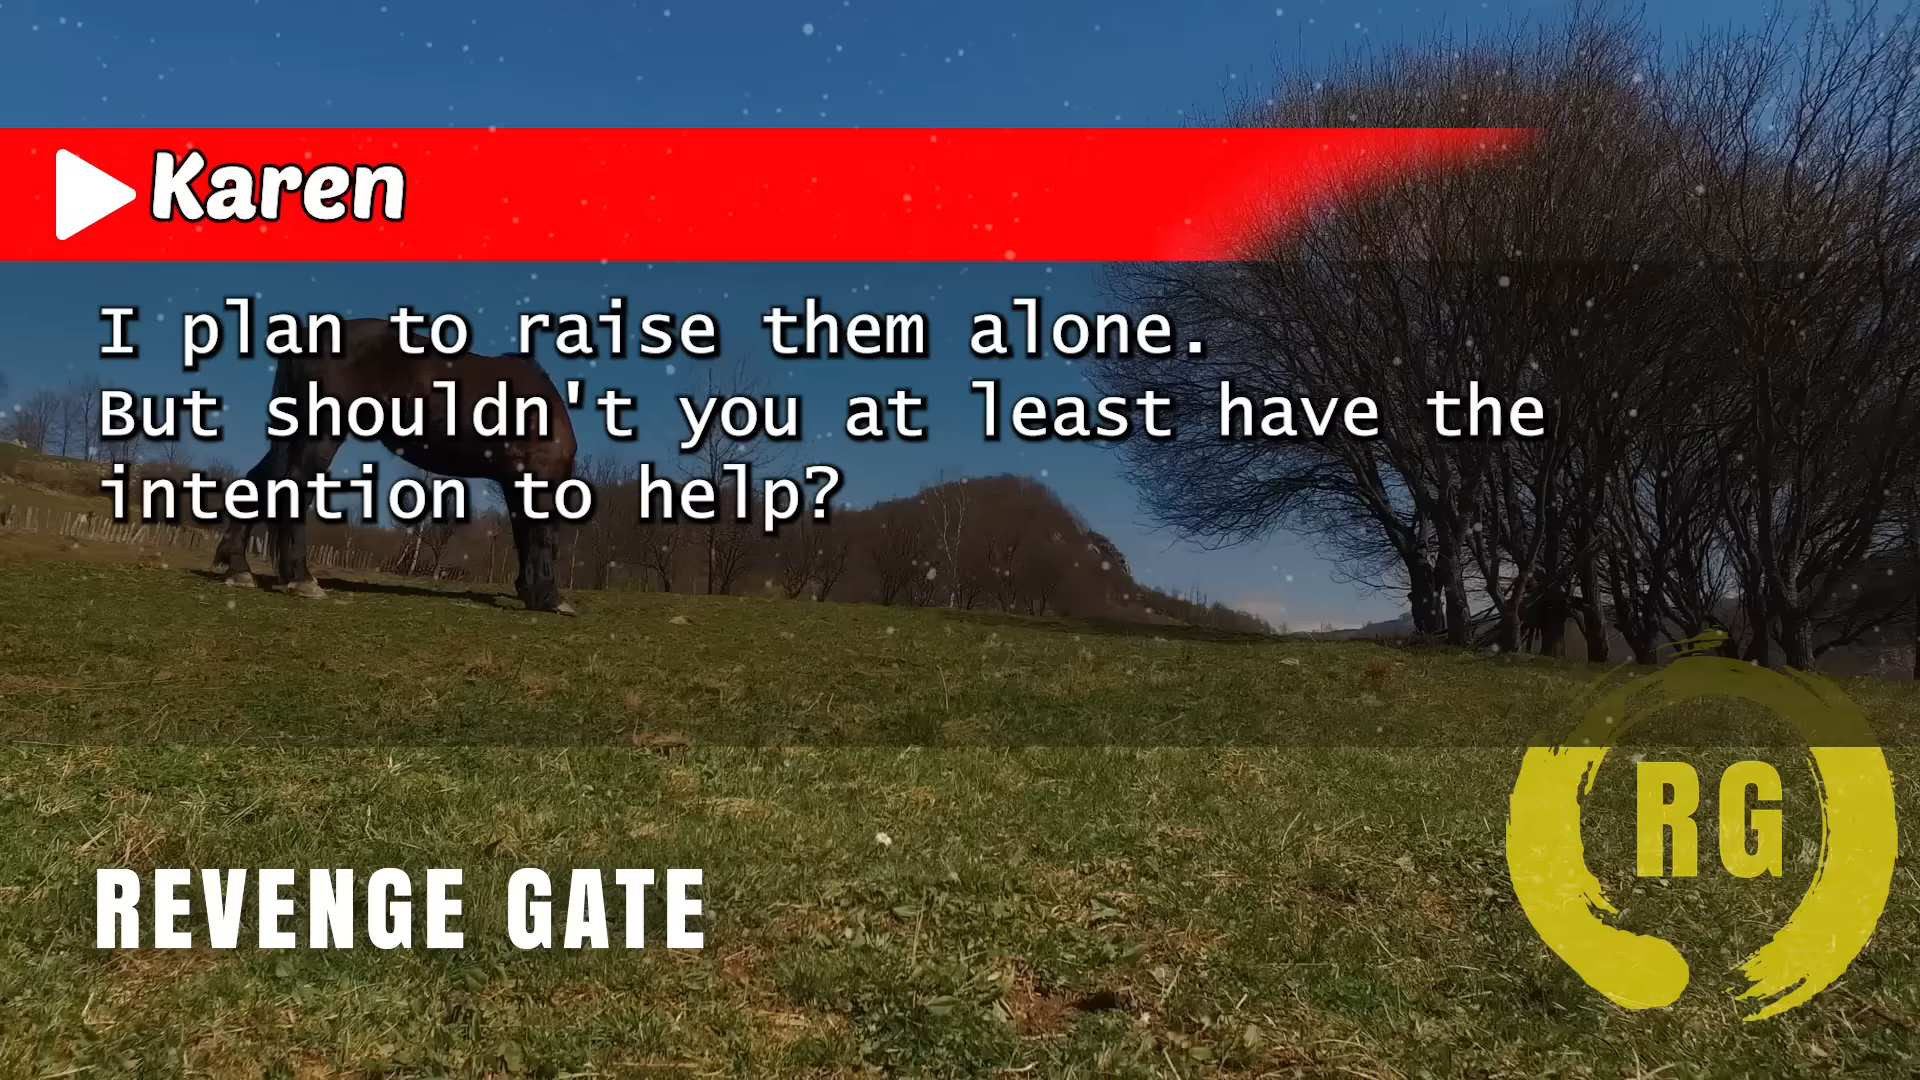 Karen
I plan to raise them alone.
But shouldn't you at least have the
intention to help?
RG
REVENGE GATE